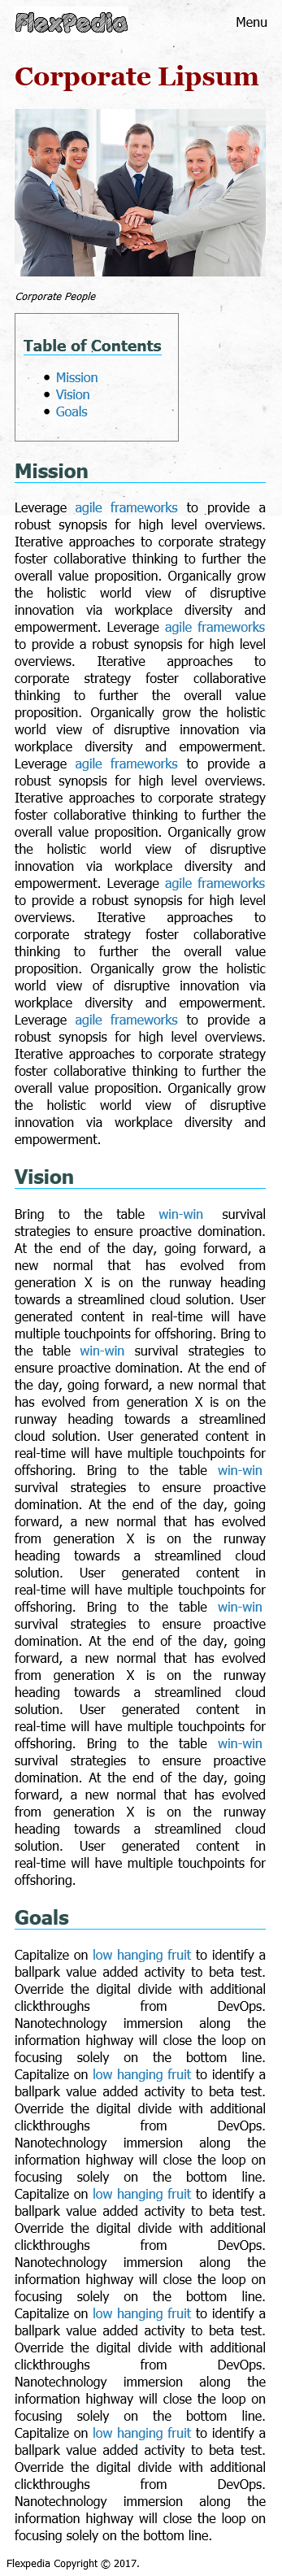 FlexPedia
Menu
Corporate Lipsum
Corporate People
Table of Contents
Mission
Vision
Goals
Mission
Leverage agile frameworks to provide a
robust synopsis for high level overviews.
Iterative approaches to corporate strategy
foster collaborative thinking to further the
overall value proposition. Organically grow
the holistic world view of disruptive
innovation via workplace diversity and
empowerment. Leverage agile frameworks
to provide a robust synopsis for high level
overviews. Iterative approaches to
corporate strategy foster collaborative
thinking to further the overall value
proposition. Organically grow the holistic
world view of disruptive innovation via
workplace diversity and empowerment.
Leverage agile frameworks to provide a
robust synopsis for high level overviews.
Iterative approaches to corporate strategy
foster collaborative thinking to further the
overall value proposition. Organically grow
the holistic world view of disruptive
innovation via workplace diversity and
empowerment. Leverage agile frameworks
to provide a robust synopsis for high level
overviews. Iterative approaches to
corporate strategy foster collaborative
thinking to further the overall value
proposition. Organically grow the holistic
world view of disruptive innovation via
workplace diversity and empowerment.
Leverage agile frameworks to provide a
robust synopsis for high level overviews.
Iterative approaches to corporate strategy
foster collaborative thinking to further the
overall value proposition. Organically grow
the holistic world view of disruptive
innovation via workplace diversity and
empowerment.
Vision
Bring to the table win-win survival
strategies to ensure proactive domination.
At the end of the day, going forward, a
new normal that has evolved from
generation X is on the runway heading
towards a streamlined cloud solution. User
generated content in real-time will have
multiple touchpoints for offshoring. Bring to
the table win-win survival strategies to
ensure proactive domination. At the end of
the day, going forward, a new normal that
has evolved from generation X is on the
runway heading towards a streamlined
cloud solution. User generated content in
real-time will have multiple touchpoints for
offshoring. Bring to the table win-win
survival strategies to ensure proactive
domination. At the end of the day, going
forward, a new normal that has evolved
from generation X is on the runway
heading towards a streamlined cloud
solution. User generated content in
real-time will have multiple touchpoints for
offshoring. Bring to the table win-win
survival strategies to ensure proactive
domination. At the end of the day, going
forward, a new normal that has evolved
from generation X is on the runway
heading towards a streamlined cloud
solution. User generated content in
real-time will have multiple touchpoints for
offshoring. Bring to the table win-win
survival strategies to ensure proactive
domination. At the end of the day, going
forward, a new normal that has evolved
from generation X is on the runway
heading towards a streamlined cloud
solution. User generated content in
real-time will have multiple touchpoints for
offshoring.
Goals
Capitalize on low hanging fruit to identify a
ballpark value added activity to beta test.
Override the digital divide with additional
clickthroughs from DevOps.
Nanotechnology immersion along the
information highway will close the loop on
focusing solely on the bottom line.
Capitalize on low hanging fruit to identify a
ballpark value added activity to beta test.
Override the digital divide with additional
clickthroughs from DevOps.
Nanotechnology immersion along the
information highway will close the loop on
focusing solely on the bottom line.
Capitalize on low hanging fruit to identify a
ballpark value added activity to beta test.
Override the digital divide with additional
clickthroughs from DevOps.
Nanotechnology immersion along the
information highway will close the loop on
focusing solely on the bottom line.
Capitalize on low hanging fruit to identify a
ballpark value added activity to beta test.
Override the digital divide with additional
clickthroughs from DevOps.
Nanotechnology immersion along the
information highway will close the loop on
focusing solely on the bottom line.
Capitalize on low hanging fruit to identify a
ballpark value added activity to beta test.
Override the digital divide with additional
clickthroughs from DevOps.
Nanotechnology immersion along the
information highway will close the loop on
focusing solely on the bottom line.
Flexpedia Copyright © 2017.